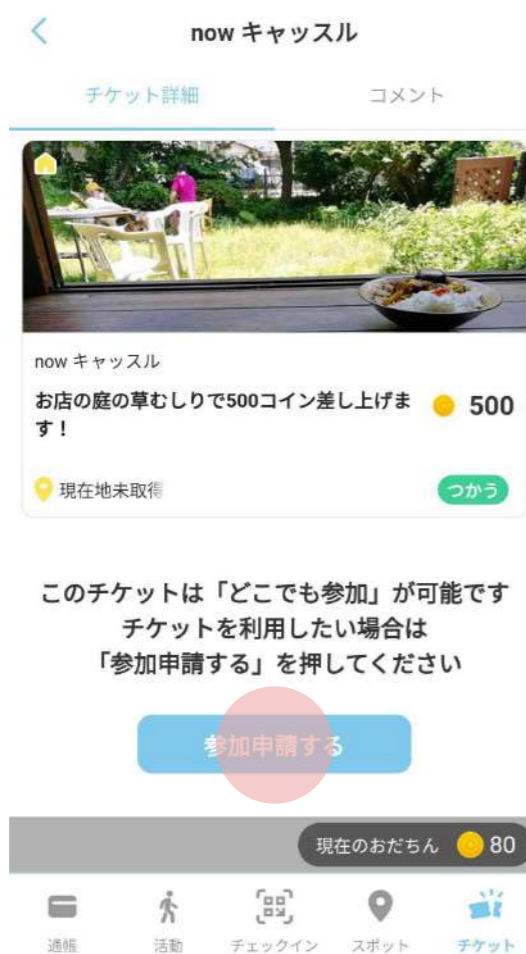 now キャッスル
チケット詳細 コメント
now キャッスル
お店の庭の草むしりで500コイン差し上げま
す！
500
現在地未取得
つかう
このチケットは「どこでも参加」が可能です
チケットを利用したい場合は
「参加申請する」を押してください
参加申請する
現在のおだちん 80
通帳 活動 チェックイン スポット チケット